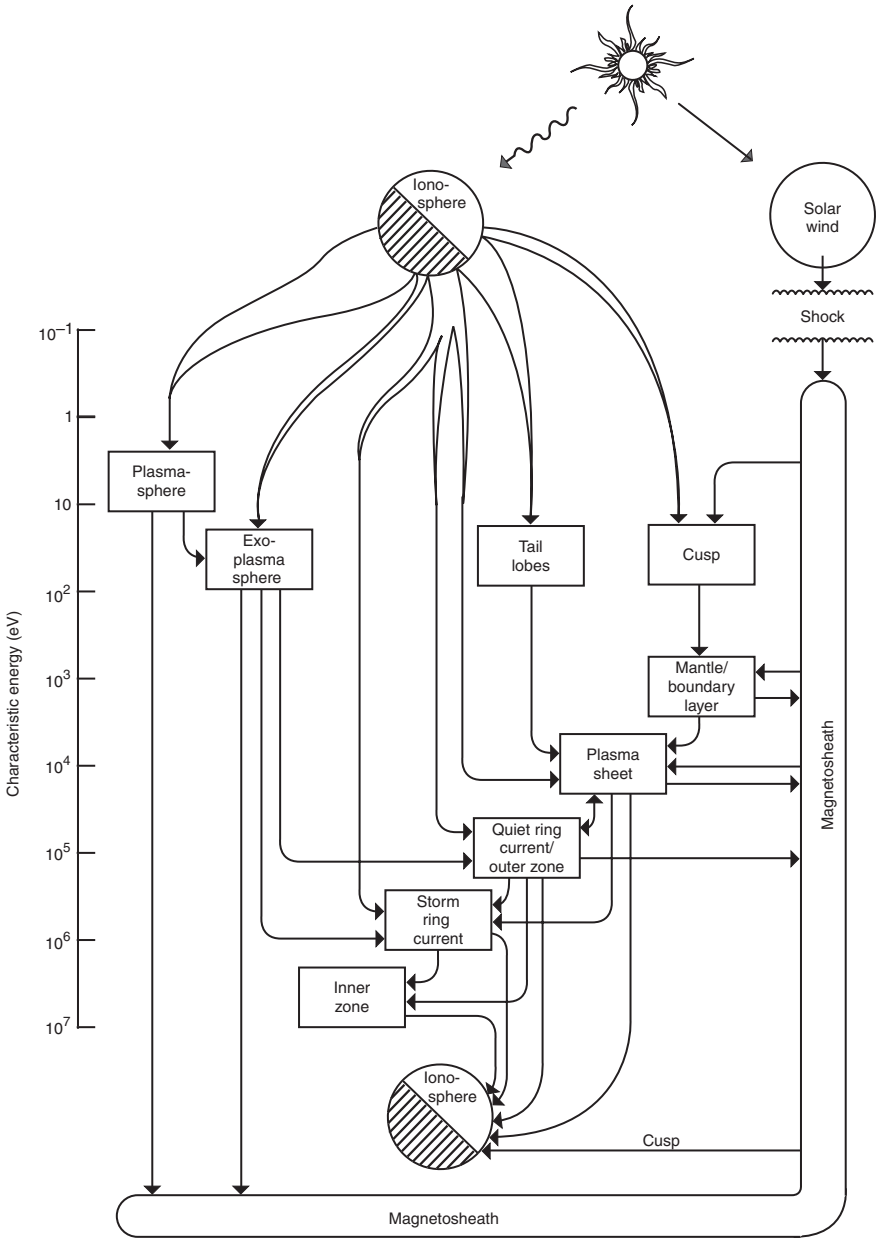 Iono-
sphere
Solar
wind
Shock
10⁻¹
1
10
10²
10³
10⁴
10⁵
10⁶
10⁷
Characteristic energy (eV)
Plasma-
sphere
Exo-
plasma
sphere
Tail
lobes
Cusp
Mantle/
boundary
layer
Plasma
sheet
Quiet ring
current/
outer zone
Storm
ring
current
Inner
zone
Magnetosheath
Iono-
sphere
Cusp
Magnetosheath